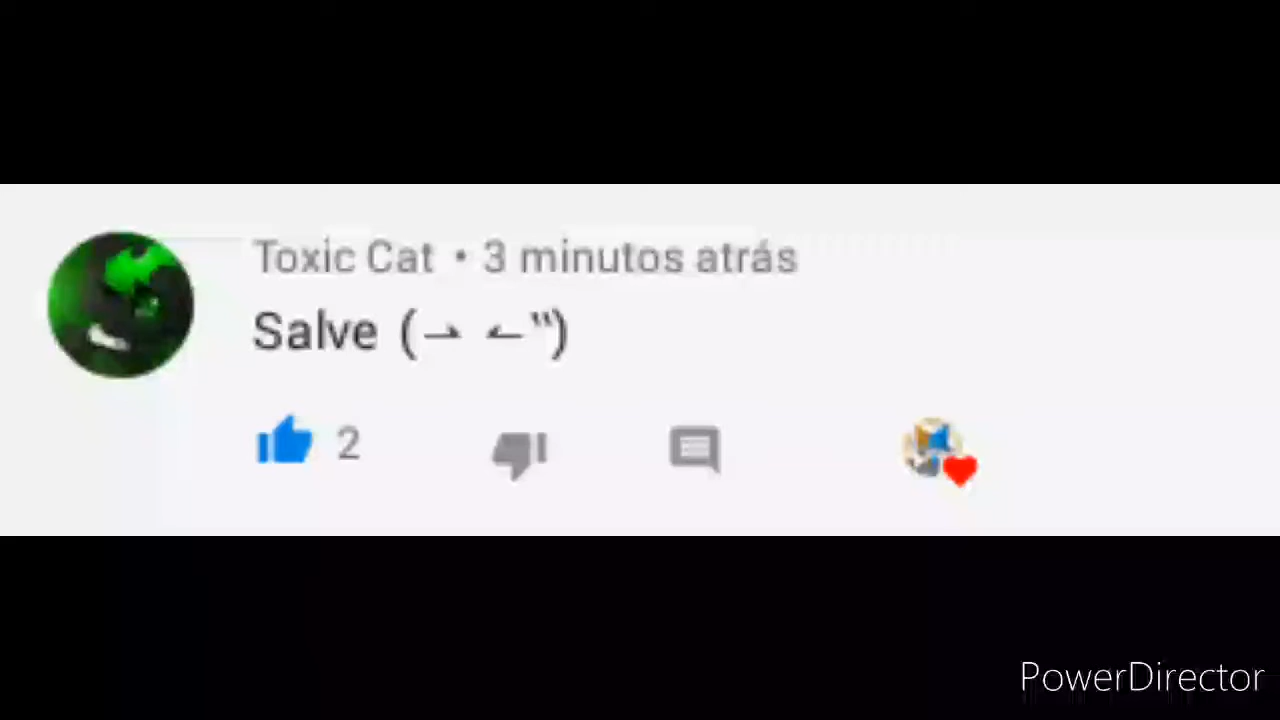 Toxic Cat • 3 minutos atrás
Salve (⇀ ↼‶)
2
PowerDirector